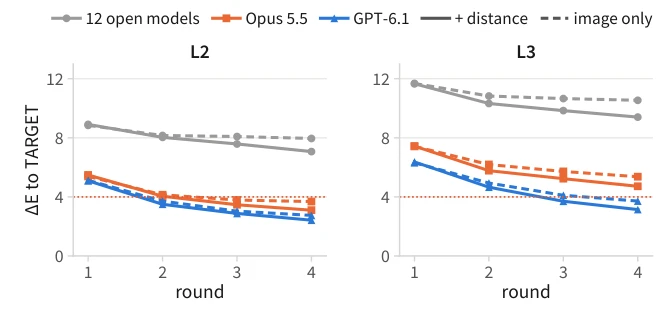 12 open models Opus 5.5 GPT-6.1 + distance image only
L2 L3
ΔE to TARGET
12
8
4
0
1 2 3 4
round
12
8
4
0
1 2 3 4
round